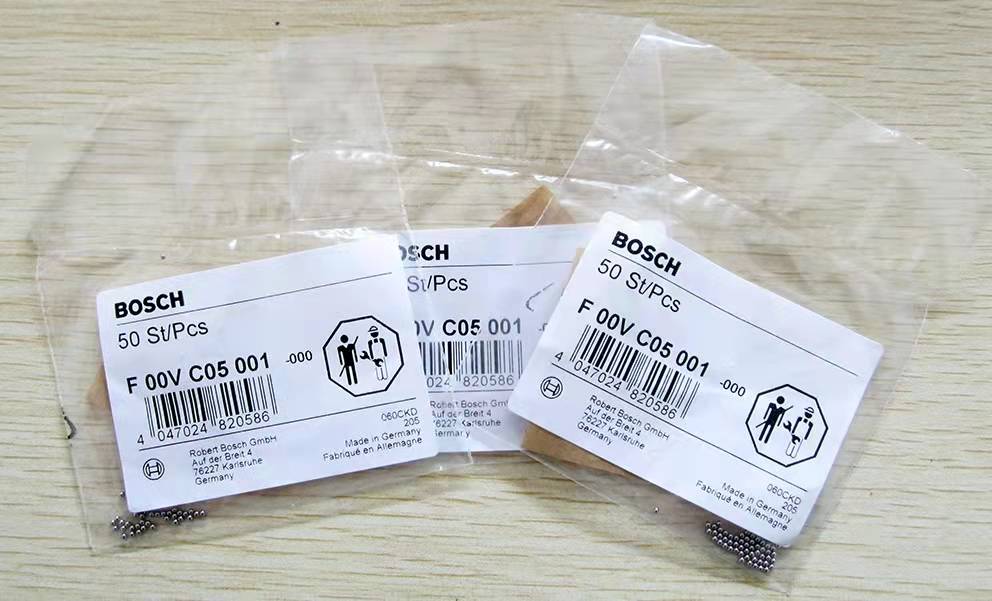 BOSCH
50 St/Pcs
F 00V C05 001 -000
4 047024 820586
Robert Bosch GmbH
Auf der Breit 4
76227 Karlsruhe
Germany
060CKD
205
Made in Germany
Fabriqué en Allemagne
OSCH
St/Pcs
0V C05 001
024 820586
Robert Bosch GmbH
Auf der Breit 4
76227 Karlsruhe
Germany
BOSCH
50 St/Pcs
F 00V C05 001 -000
4 047024 820586
Robert Bosch GmbH
Auf der Breit 4
76227 Karlsruhe
Germany
060CKD
205
Made in Germany
Fabriqué en Allemagne